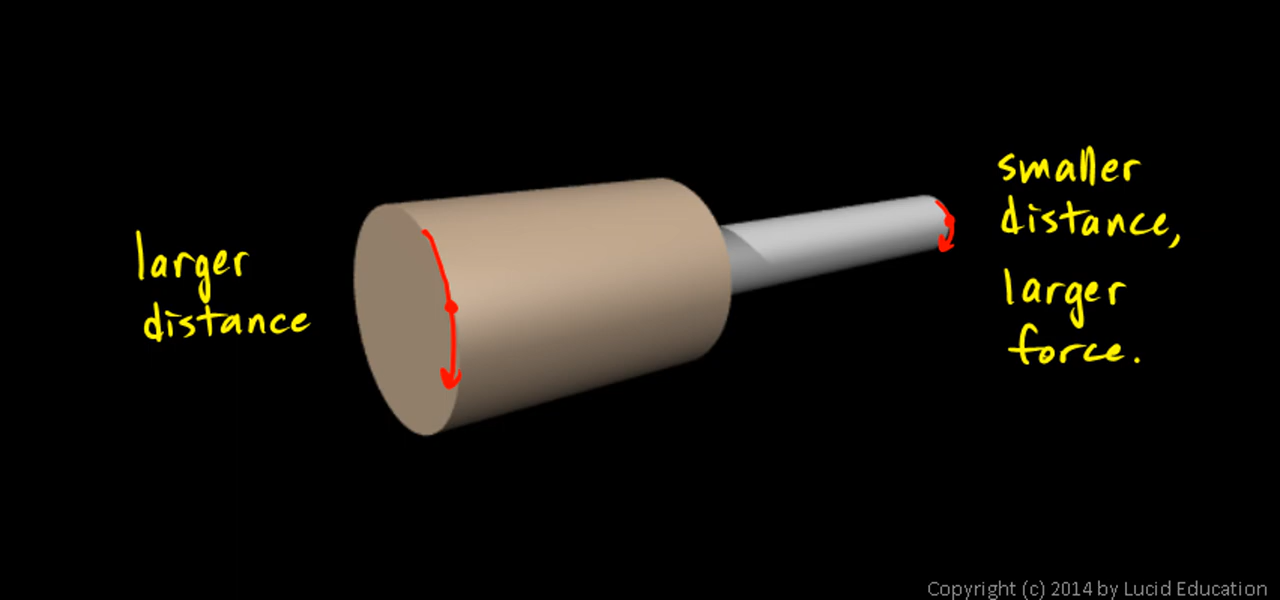 larger
distance
smaller
distance,
larger
force.
Copyright (c) 2014 by Lucid Education